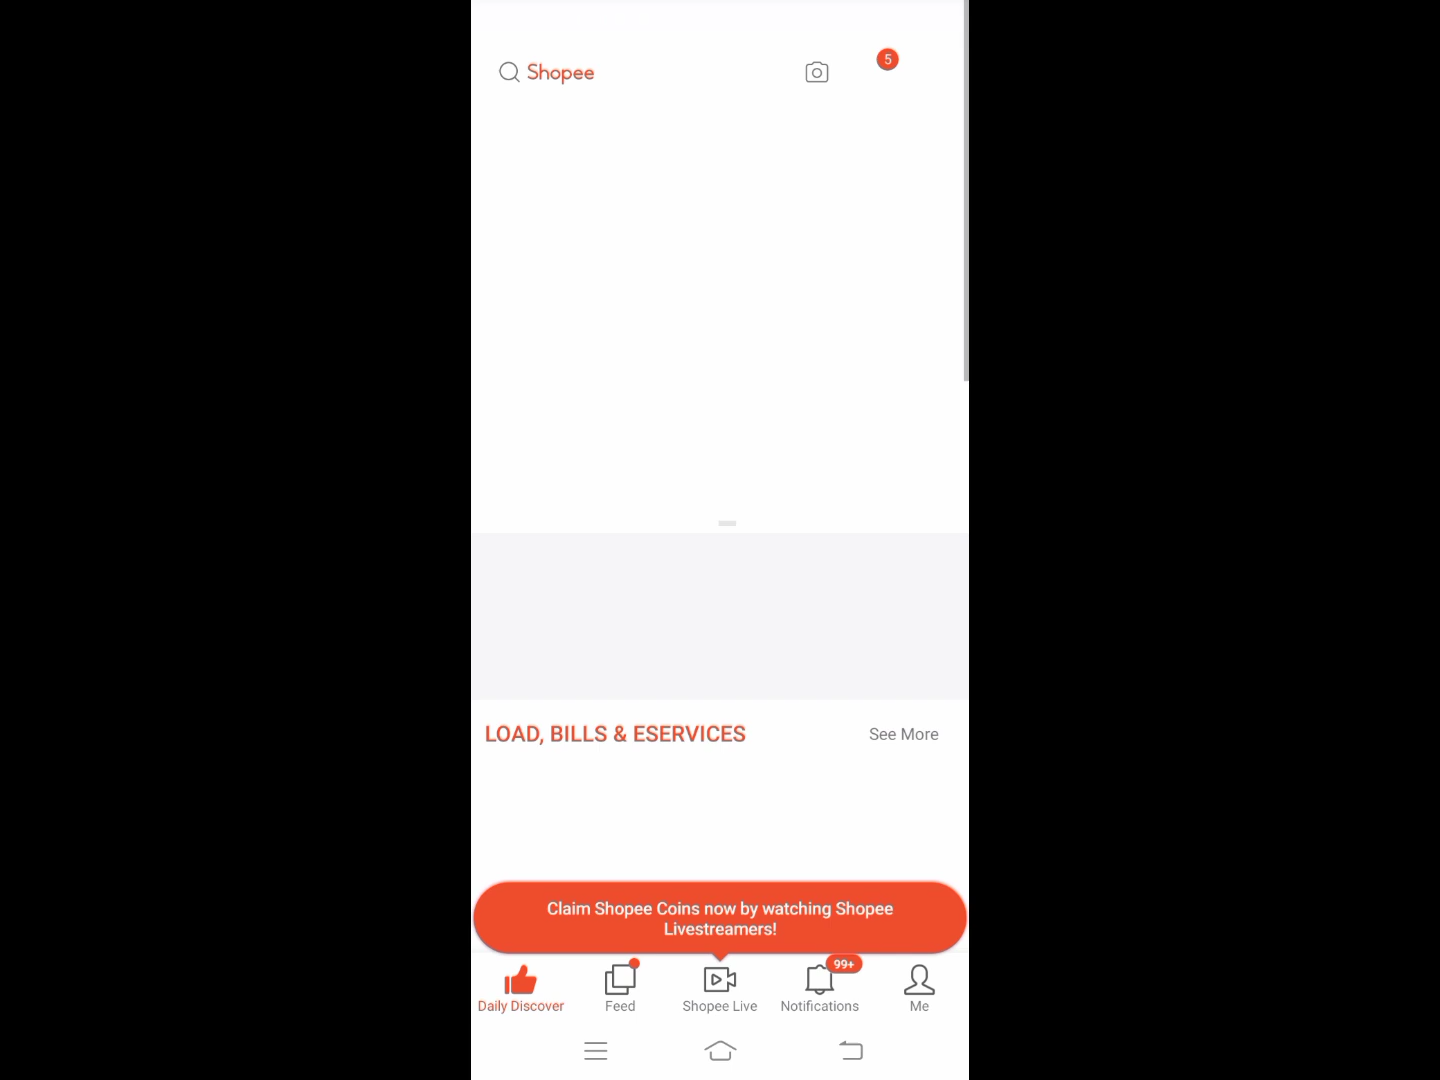 Shopee
5
LOAD, BILLS & ESERVICES
See More
Claim Shopee Coins now by watching Shopee
Livestreamers!
99+
Daily Discover
Feed
Shopee Live
Notifications
Me